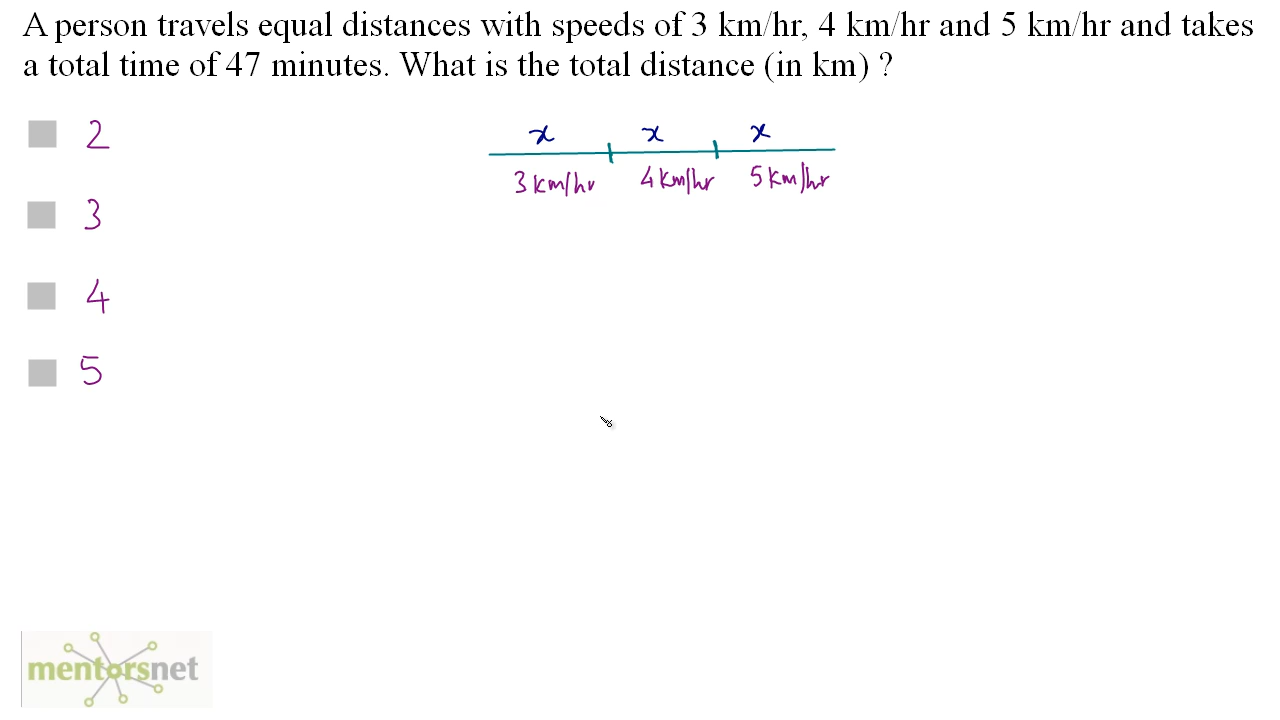 A person travels equal distances with speeds of 3 km/hr, 4 km/hr and 5 km/hr and takes
a total time of 47 minutes. What is the total distance (in km) ?
2
x x x
3 km/hr 4 km/hr 5 km/hr
3
4
5
mentorsnet